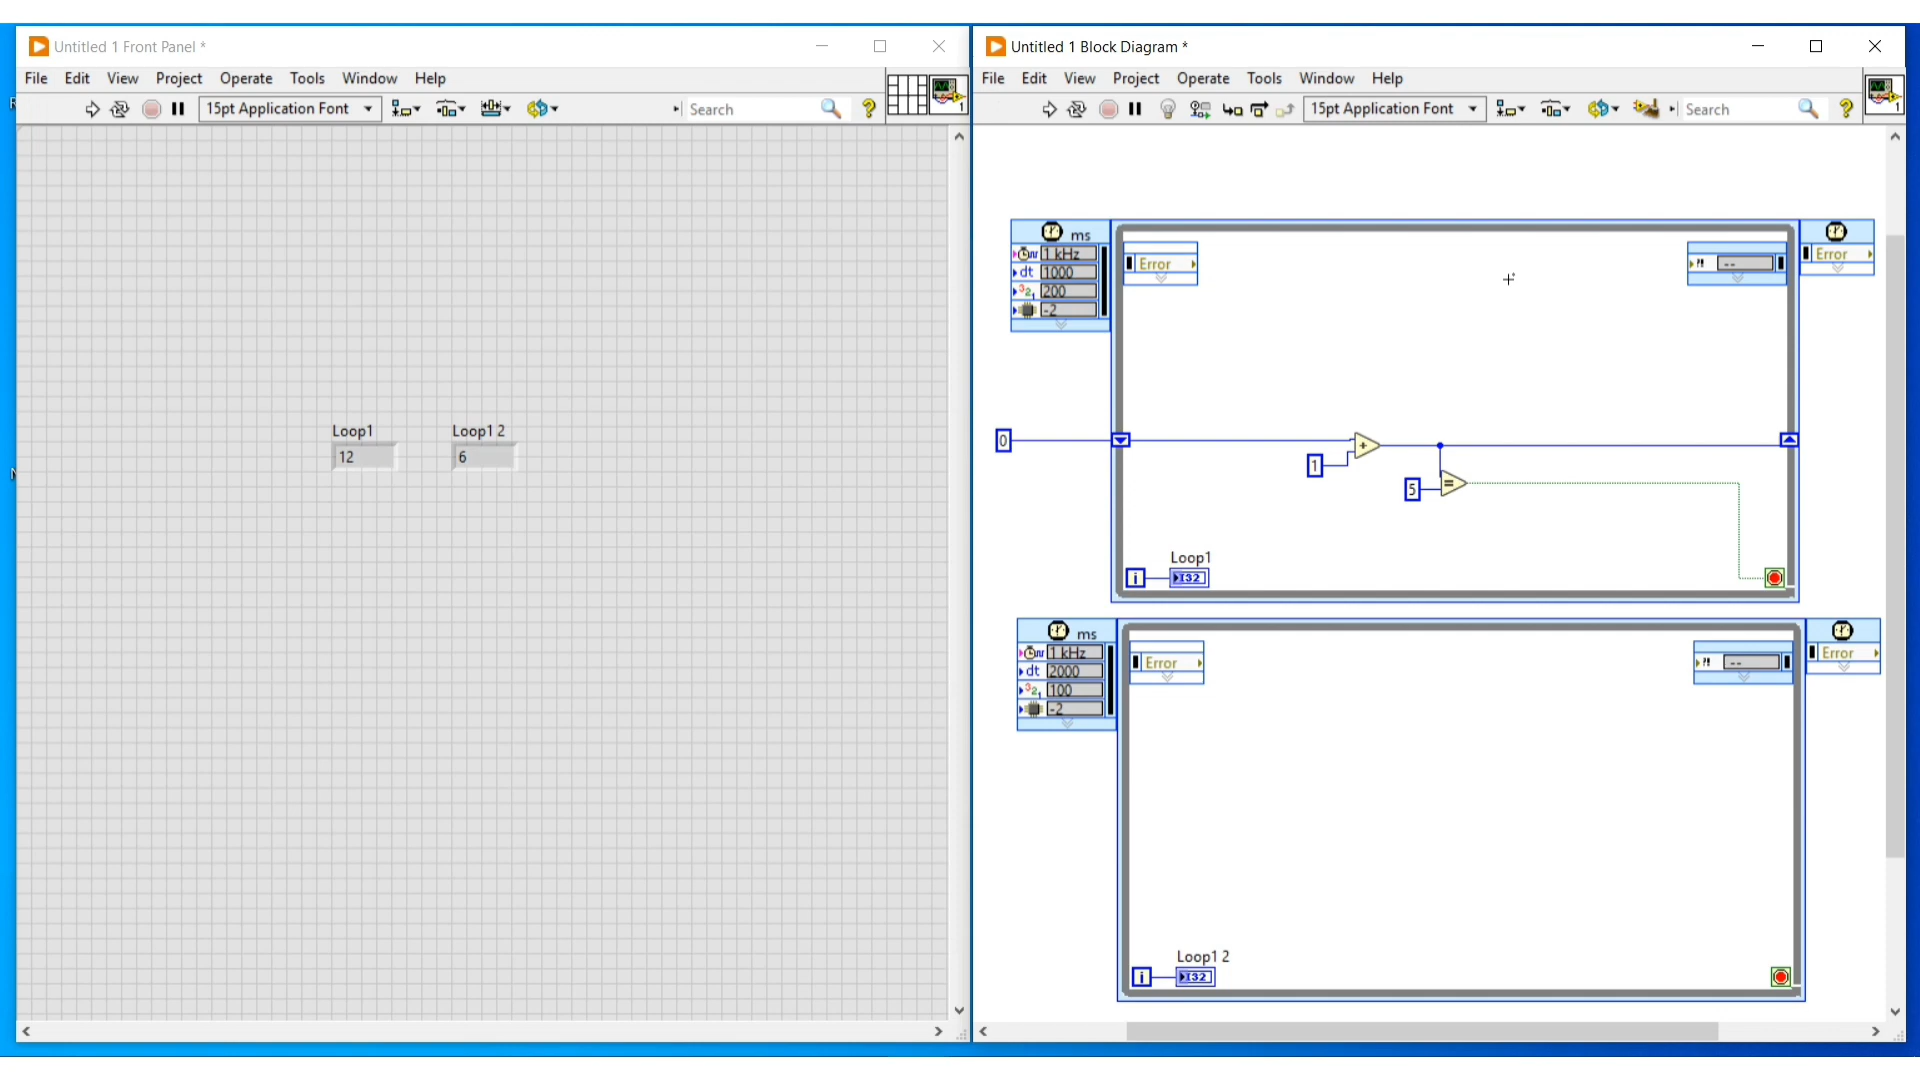 Untitled 1 Front Panel *
File Edit View Project Operate Tools Window Help
15pt Application Font
Search
?
1
Loop1
12
Loop1 2
6
Untitled 1 Block Diagram *
File Edit View Project Operate Tools Window Help
15pt Application Font
Search
?
1
ms
1 kHz
dt 1000
200
-2
Error
?! --
Error
0
+
1
5
=
Loop1
i I32
ms
1 kHz
dt 2000
100
-2
Error
?! --
Error
Loop1 2
i I32